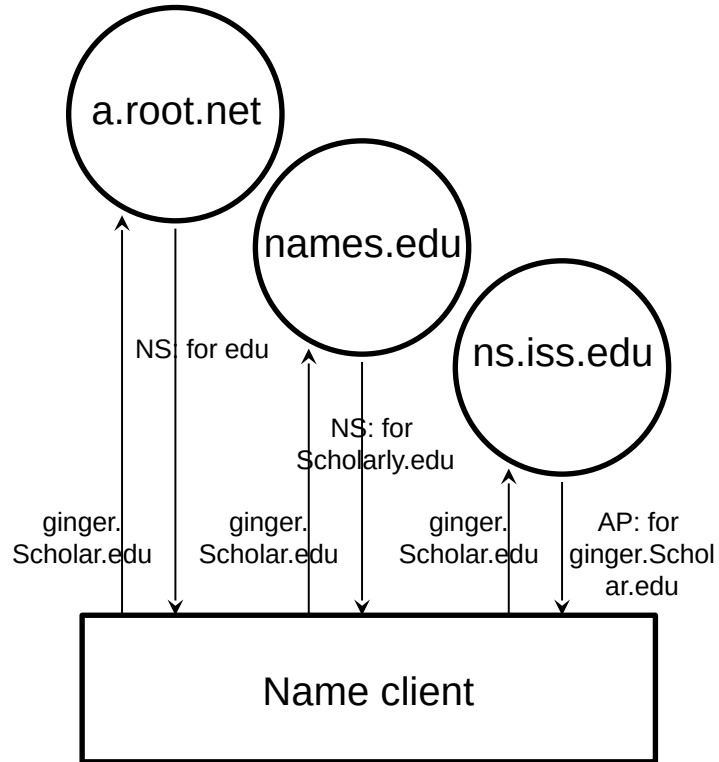 a.root.net
names.edu
ns.iss.edu
NS: for edu
NS: for
Scholarly.edu
ginger.
Scholar.edu
ginger.
Scholar.edu
ginger.
Scholar.edu
AP: for
ginger.Schol
ar.edu
Name client